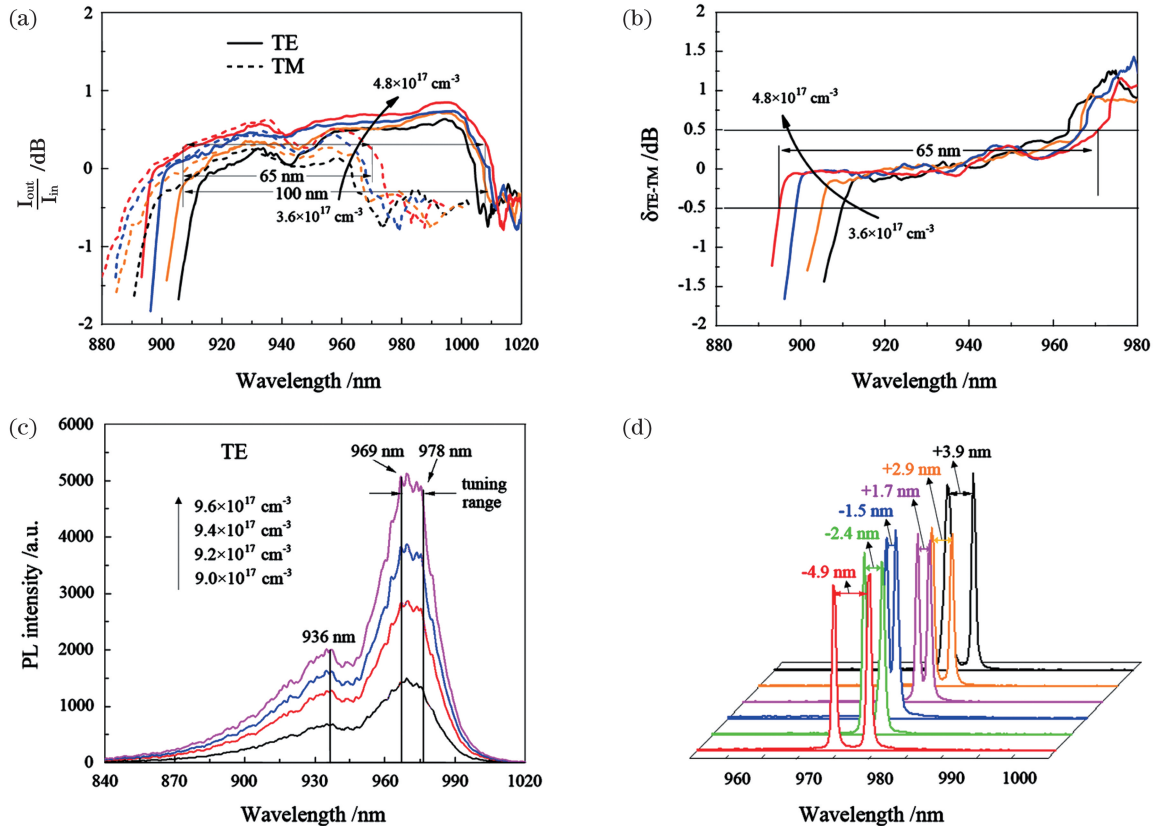 (a)
2
1
0
-1
-2
I_out/I_in /dB
TE
TM
4.8×10^17 cm^-3
65 nm
100 nm
3.6×10^17 cm^-3
880 900 920 940 960 980 1000 1020
Wavelength /nm
(b)
2
1.5
1
0.5
0
-0.5
-1
-1.5
-2
δTE-TM /dB
4.8×10^17 cm^-3
65 nm
3.6×10^17 cm^-3
880 900 920 940 960 980
Wavelength /nm
(c)
6000
5000
4000
3000
2000
1000
0
PL intensity /a.u.
TE
969 nm 978 nm
tuning
range
9.6×10^17 cm^-3
9.4×10^17 cm^-3
9.2×10^17 cm^-3
9.0×10^17 cm^-3
936 nm
840 870 900 930 960 990 1020
Wavelength /nm
(d)
+3.9 nm
+2.9 nm
+1.7 nm
-1.5 nm
-2.4 nm
-4.9 nm
960 970 980 990 1000
Wavelength /nm